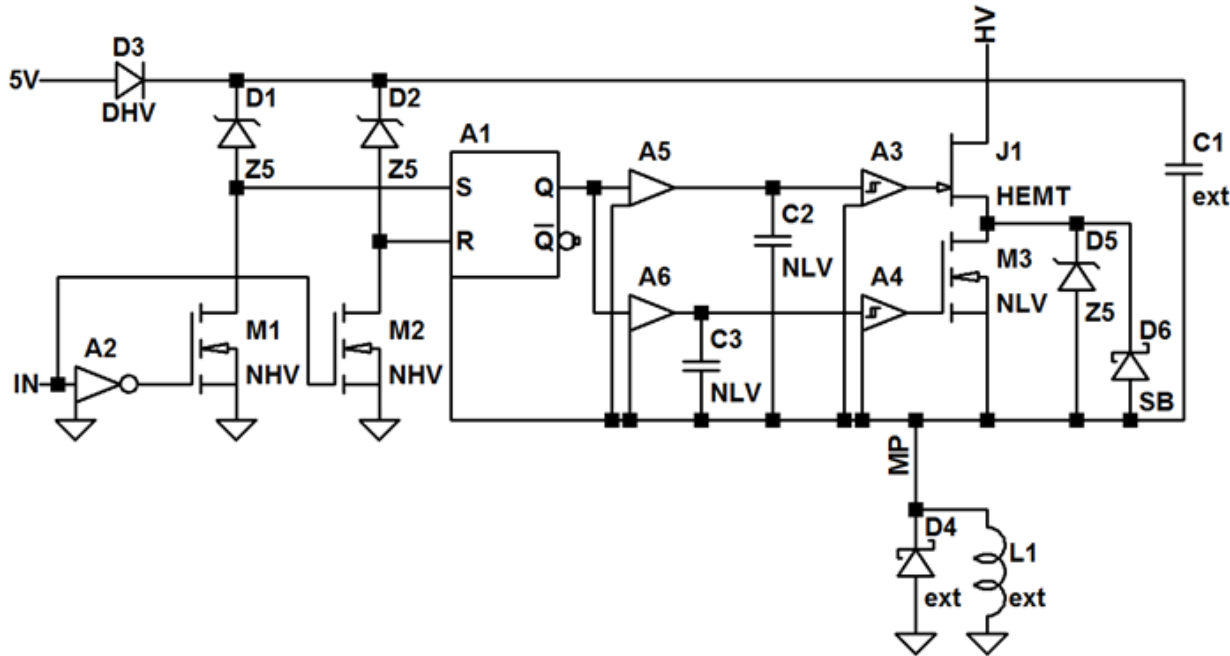 HV
D3
5V
DHV
D1
D2
Z5
Z5
A1
S
Q
R
Q̅
A5
A3
J1
HEMT
C1
ext
C2
NLV
A6
A4
M3
NLV
D5
Z5
C3
NLV
D6
SB
IN
A2
M1
NHV
M2
NHV
MP
D4
ext
L1
ext